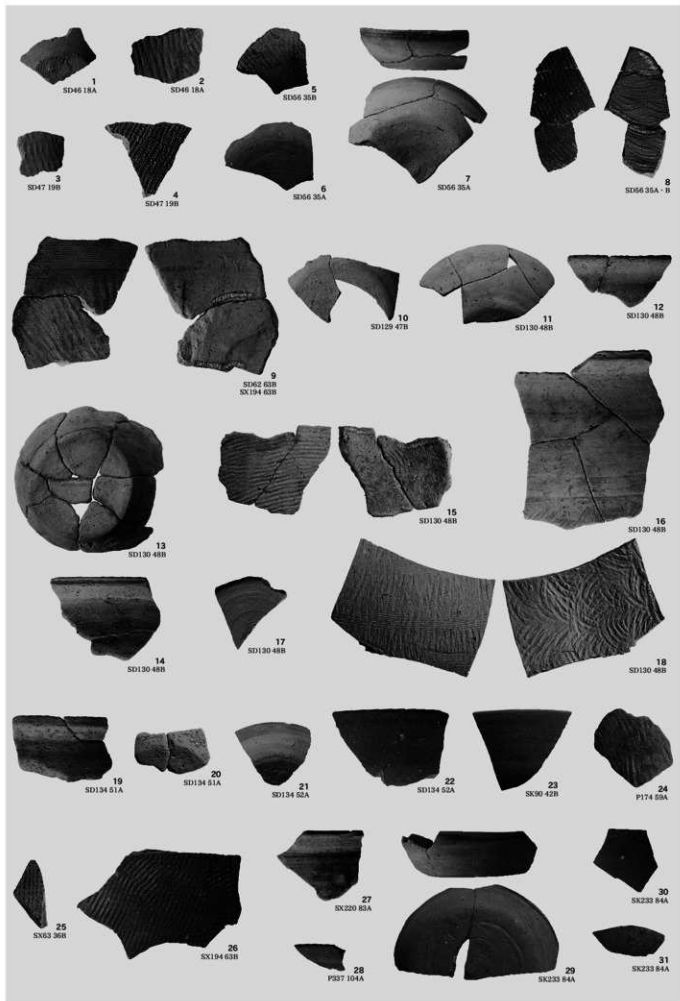 1
SD46 18A
2
SD46 18A
5
SD56 35B
7
SD56 35A
8
SD56 35A・B
3
SD47 19B
4
SD47 19B
6
SD56 35A
9
SD62 63B
SX194 63B
10
SD129 47B
11
SD130 48B
12
SD130 48B
13
SD130 48B
15
SD130 48B
16
SD130 48B
14
SD130 48B
17
SD130 48B
18
SD130 48B
19
SD134 51A
20
SD134 51A
21
SD134 52A
22
SD134 52A
23
SK90 42B
24
P174 59A
25
SX63 36B
26
SX194 63B
27
SX220 83A
28
P337 104A
29
SK233 84A
30
SK233 84A
31
SK233 84A